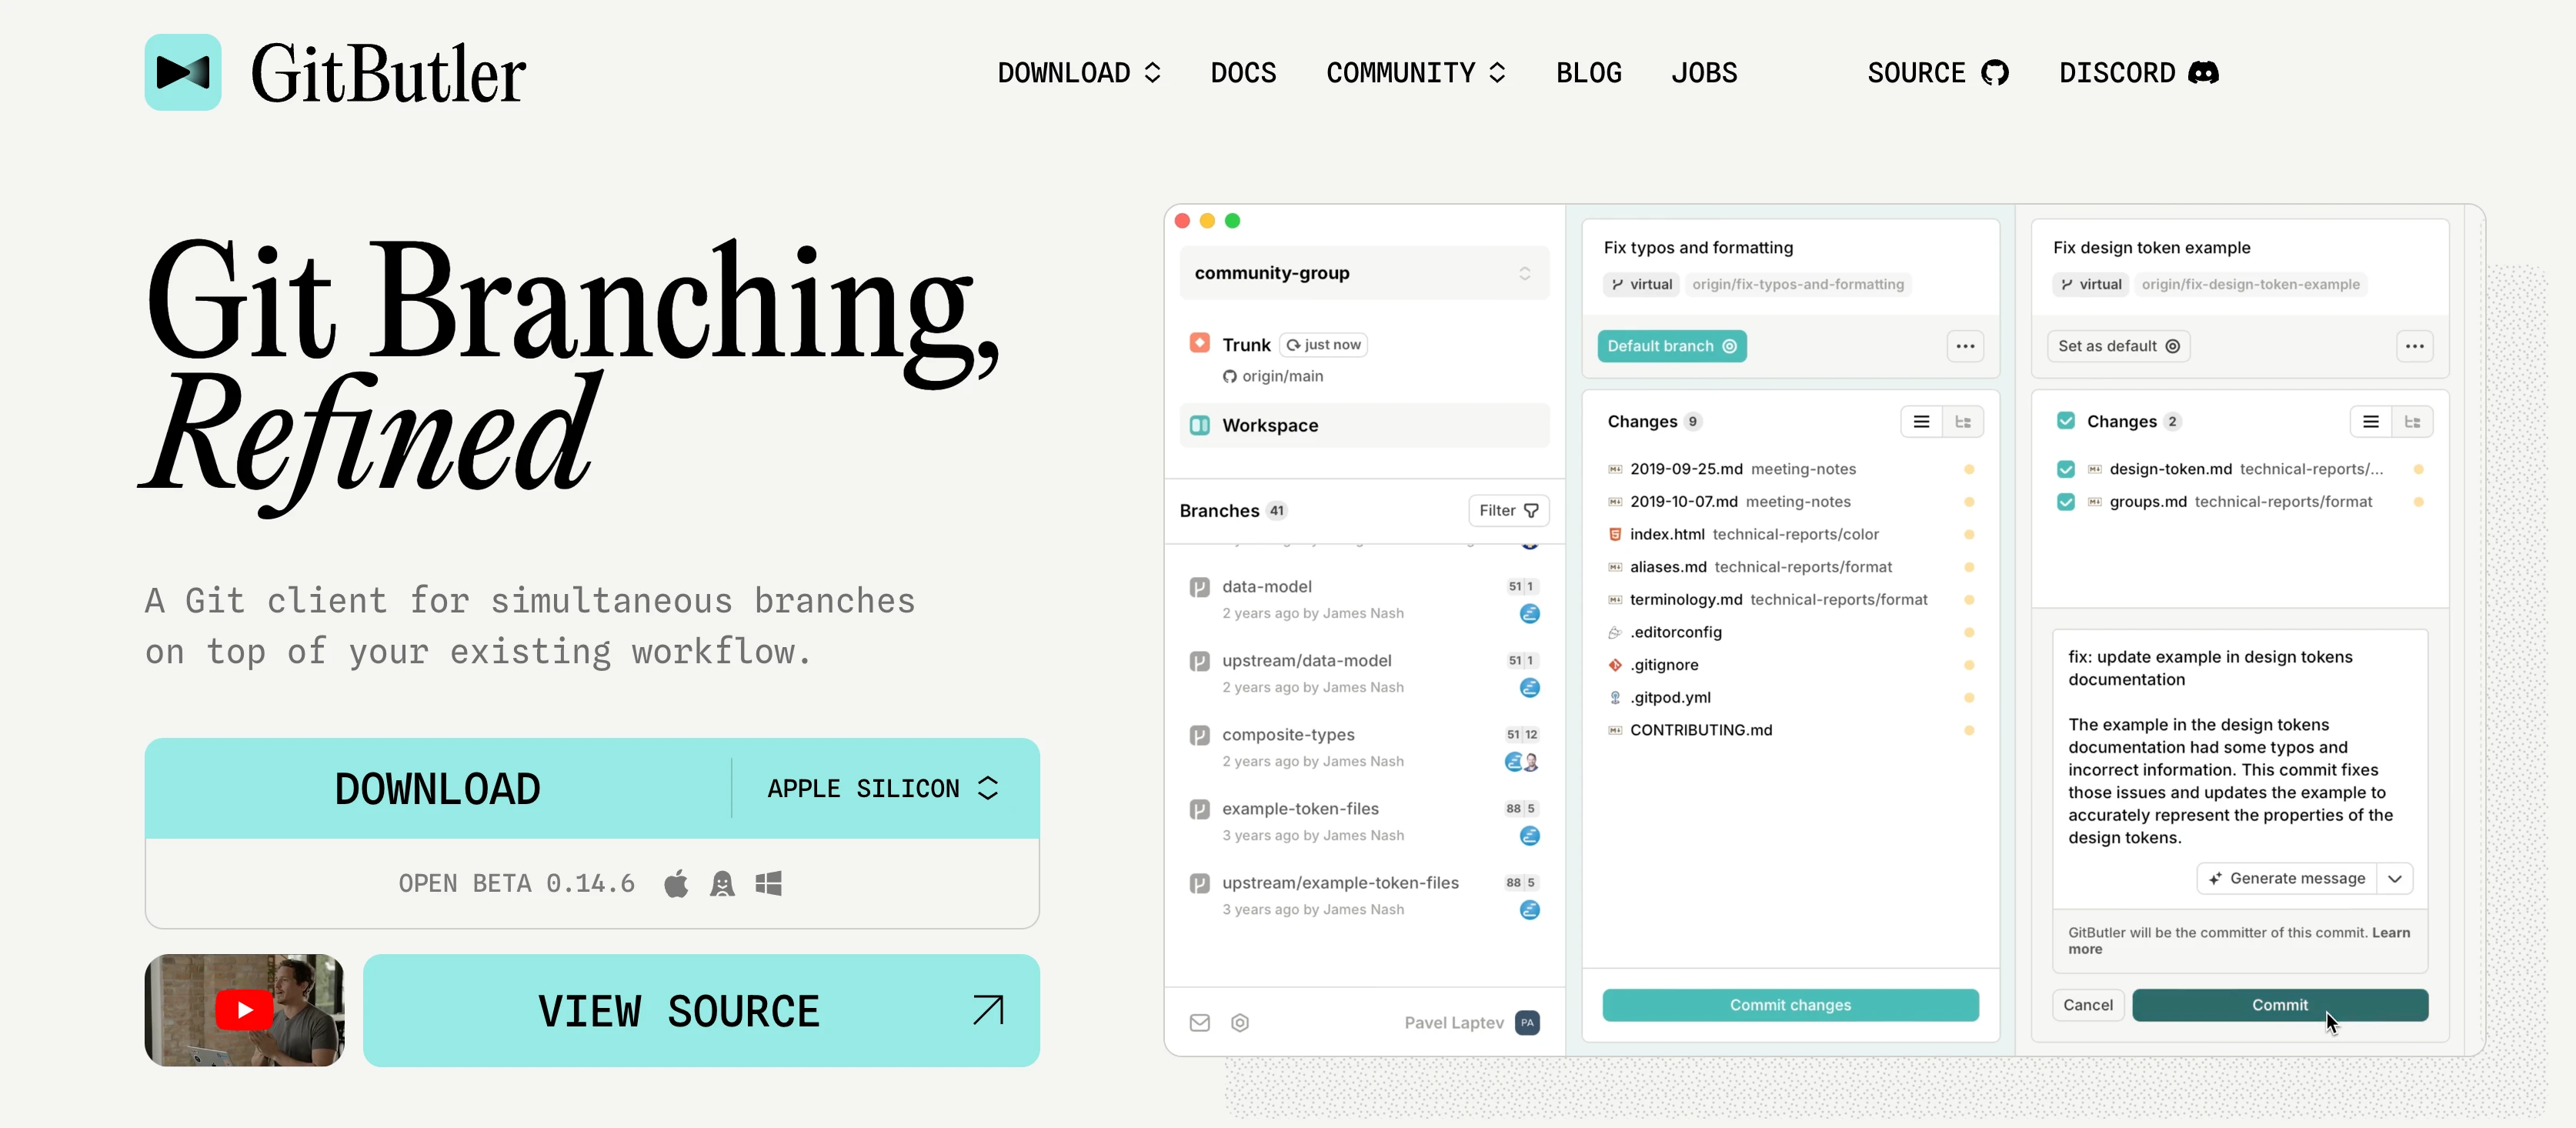 GitButler
DOWNLOAD
DOCS
COMMUNITY
BLOG
JOBS
SOURCE
DISCORD
Git Branching,
Refined
A Git client for simultaneous branches
on top of your existing workflow.
DOWNLOAD
APPLE SILICON
OPEN BETA 0.14.6
VIEW SOURCE
community-group
Trunk just now
origin/main
Workspace
Branches 41
Filter
data-model 51 1
2 years ago by James Nash
upstream/data-model 51 1
2 years ago by James Nash
composite-types 51 12
2 years ago by James Nash
example-token-files 88 5
3 years ago by James Nash
upstream/example-token-files 88 5
3 years ago by James Nash
Pavel Laptev PA
Fix typos and formatting
virtual origin/fix-typos-and-formatting
Default branch
Changes 9
2019-09-25.md meeting-notes
2019-10-07.md meeting-notes
index.html technical-reports/color
aliases.md technical-reports/format
terminology.md technical-reports/format
.editorconfig
.gitignore
.gitpod.yml
CONTRIBUTING.md
Commit changes
Fix design token example
virtual origin/fix-design-token-example
Set as default
Changes 2
design-token.md technical-reports/...
groups.md technical-reports/format
fix: update example in design tokens
documentation
The example in the design tokens
documentation had some typos and
incorrect information. This commit fixes
those issues and updates the example to
accurately represent the properties of the
design tokens.
Generate message
GitButler will be the committer of this commit. Learn
more
Cancel
Commit